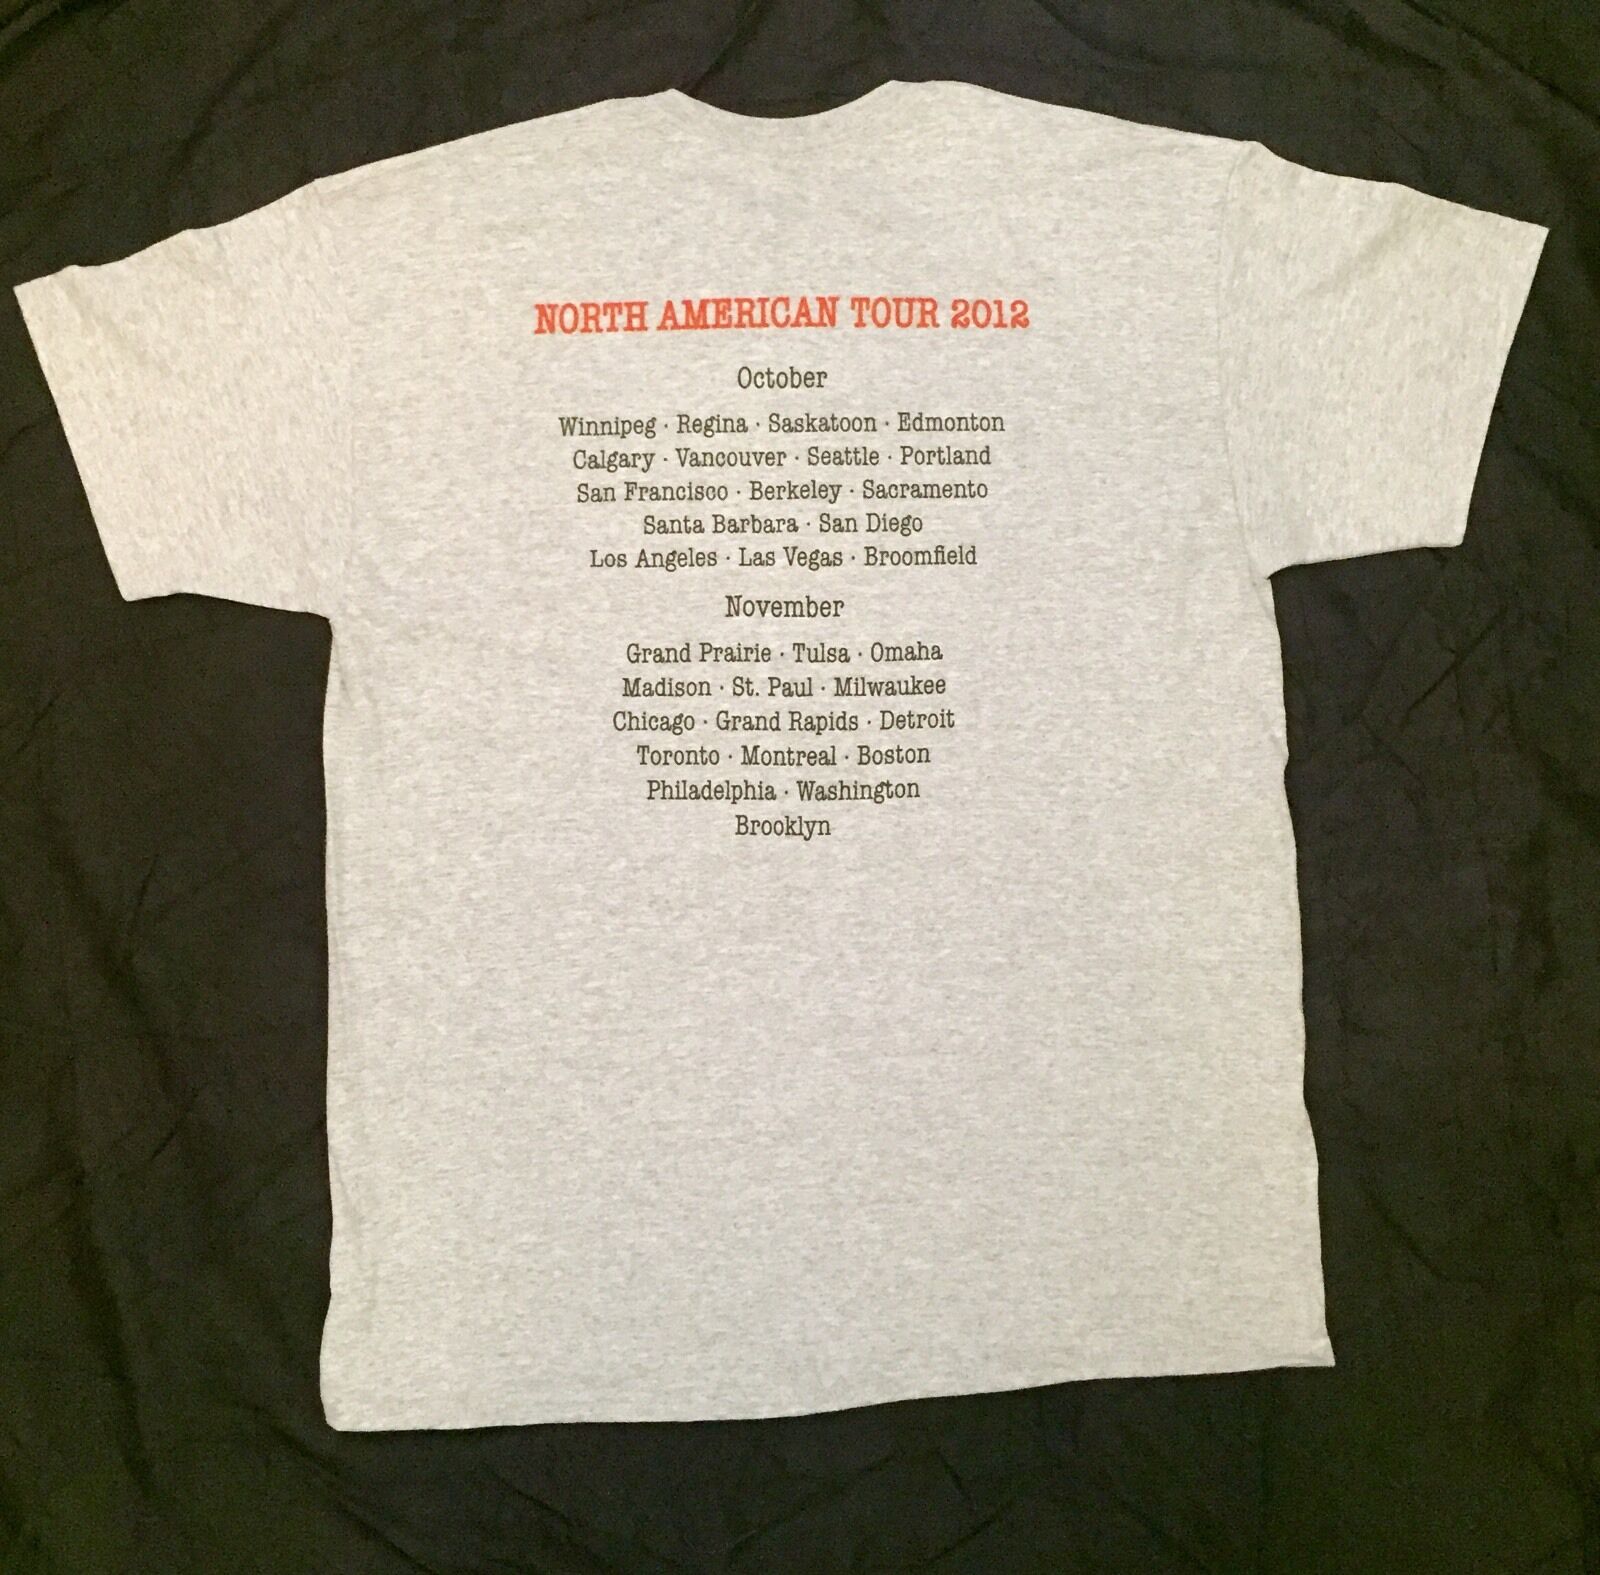 NORTH AMERICAN TOUR 2012
October
Winnipeg · Regina · Saskatoon · Edmonton
Calgary · Vancouver · Seattle · Portland
San Francisco · Berkeley · Sacramento
Santa Barbara · San Diego
Los Angeles · Las Vegas · Broomfield
November
Grand Prairie · Tulsa · Omaha
Madison · St. Paul · Milwaukee
Chicago · Grand Rapids · Detroit
Toronto · Montreal · Boston
Philadelphia · Washington
Brooklyn